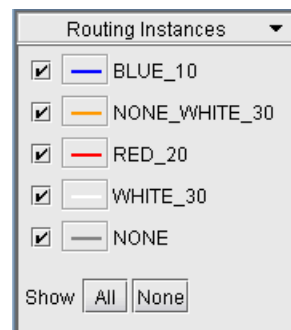 Routing Instances
BLUE_10
NONE_WHITE_30
RED_20
WHITE_30
NONE
Show All None